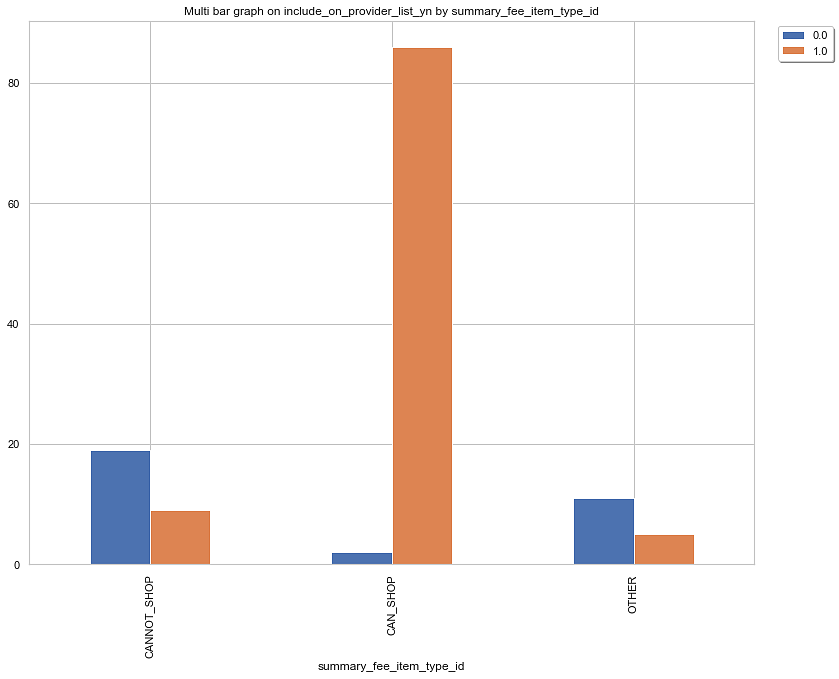 Multi bar graph on include_on_provider_list_yn by summary_fee_item_type_id
0.0
1.0
80
60
40
20
0
CANNOT_SHOP
CAN_SHOP
OTHER
summary_fee_item_type_id